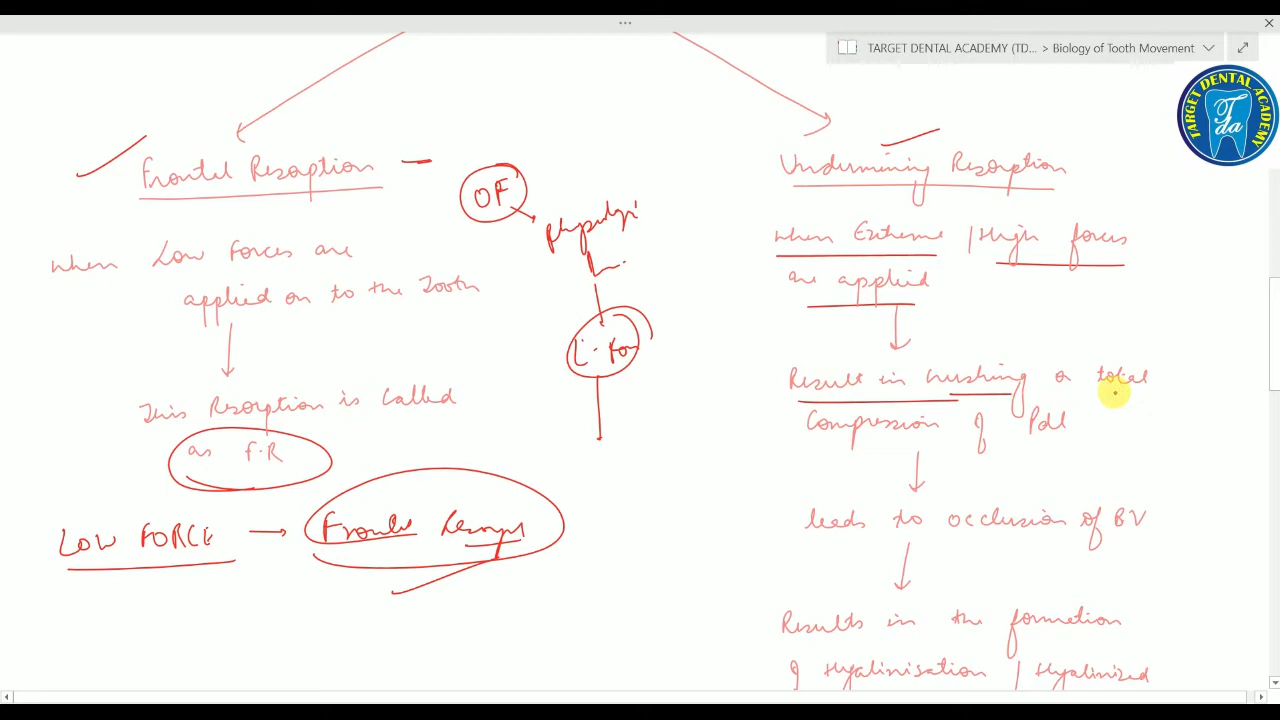 TARGET DENTAL ACADEMY (TD... > Biology of Tooth Movement
TARGET DENTAL ACADEMY
Tda
Frontal Resorption -
OF
when Low Forces are
applied on to the Tooth
This Resorption is called
as F.R
LOW FORCE → Frontal
Undermining Resorption
when Extreme / High forces
are applied
Result in crushing or total
Compression of Pdl
leads to occlusion of BV
Results in the formation
of Hyalinisation / Hyalinized